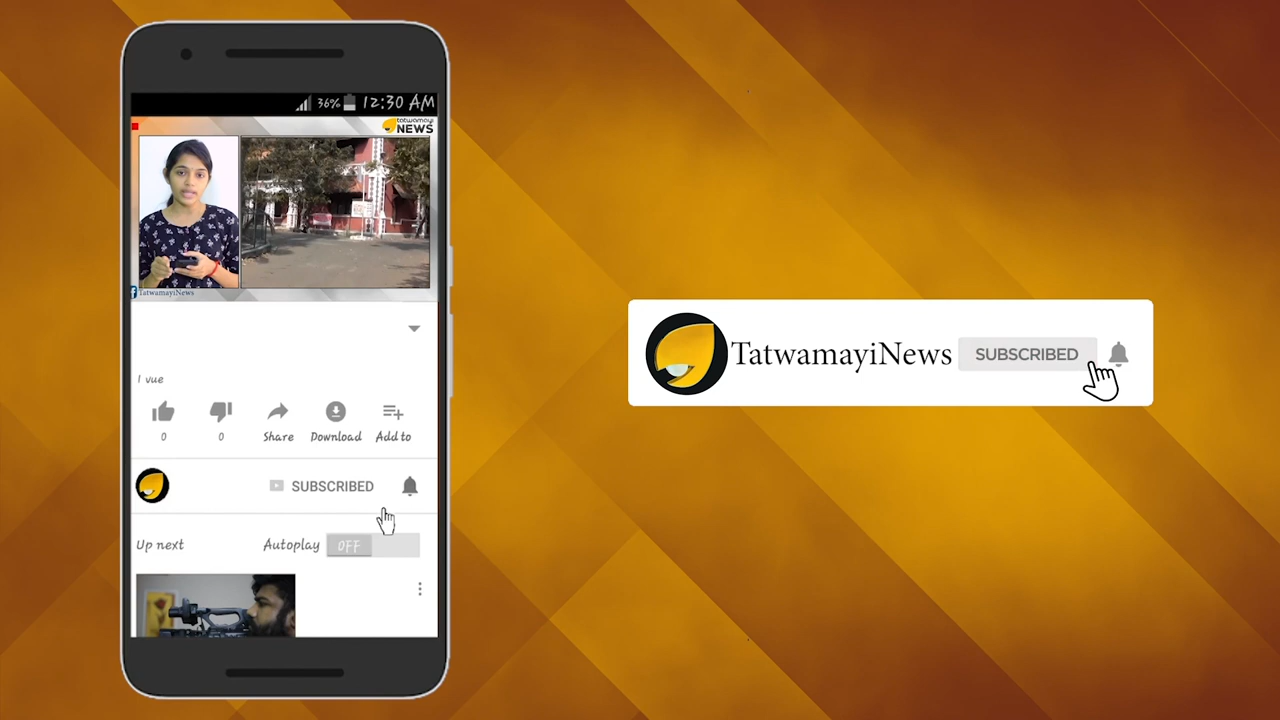 36% 12:30 AM
tatwamayi
NEWS
TatwamayiNews
1 vue
0 0 Share Download Add to
SUBSCRIBED
Up next Autoplay OFF
TatwamayiNews SUBSCRIBED